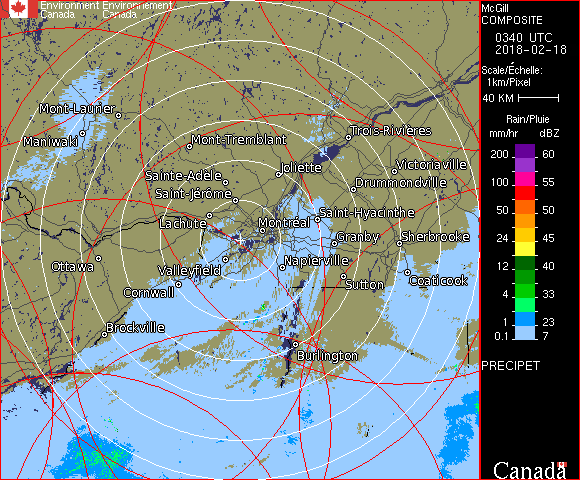 Environment Environnement
Canada Canada
McGill
COMPOSITE
0340 UTC
2018-02-18
Scale/Échelle:
1km/Pixel
40 KM
Rain/Pluie
mm/hr dBZ
200 60
150 57
100 55
50 50
24 45
12 40
4 33
1 23
0.1 7
PRECIPET
Canada
Mont-Laurier
Maniwaki
Mont-Tremblant
Trois-Rivières
Sainte-Adèle
Joliette
Victoriaville
Saint-Jérôme
Drummondville
Lachute
Montréal
Saint-Hyacinthe
Granby
Sherbrooke
Ottawa
Valleyfield
Napierville
Cornwall
Sutton
Coaticook
Brockville
Burlington